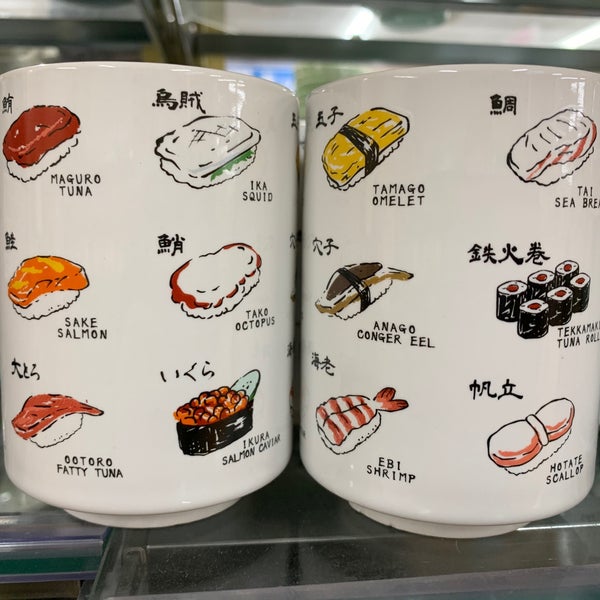 鮪
MAGURO
TUNA
烏賊
IKA
SQUID
鮭
SAKE
SALMON
鮹
TAKO
OCTOPUS
大とろ
OOTORO
FATTY TUNA
いくら
IKURA
SALMON CAVIAR
玉子
TAMAGO
OMELET
鯛
TAI
SEA BREA
穴子
ANAGO
CONGER EEL
鉄火巻
TEKKAMAKI
TUNA ROLL
海老
EBI
SHRIMP
帆立
HOTATE
SCALLOP